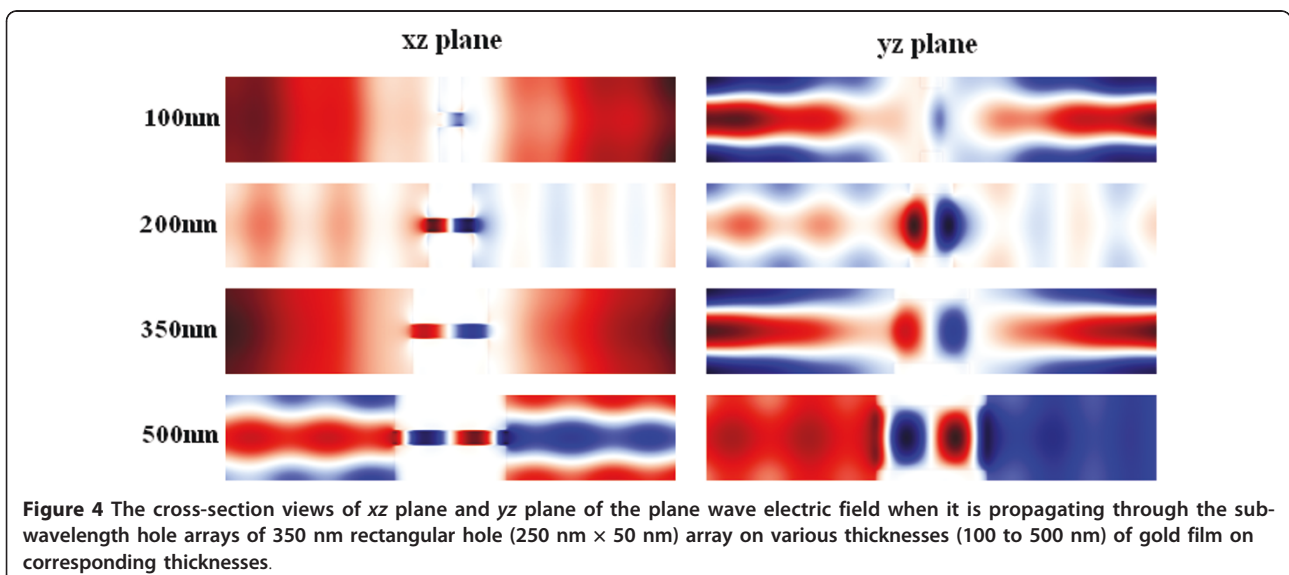 xz plane
yz plane
100nm
200nm
350nm
500nm
Figure 4 The cross-section views of xz plane and yz plane of the plane wave electric field when it is propagating through the sub-
wavelength hole arrays of 350 nm rectangular hole (250 nm × 50 nm) array on various thicknesses (100 to 500 nm) of gold film on
corresponding thicknesses.